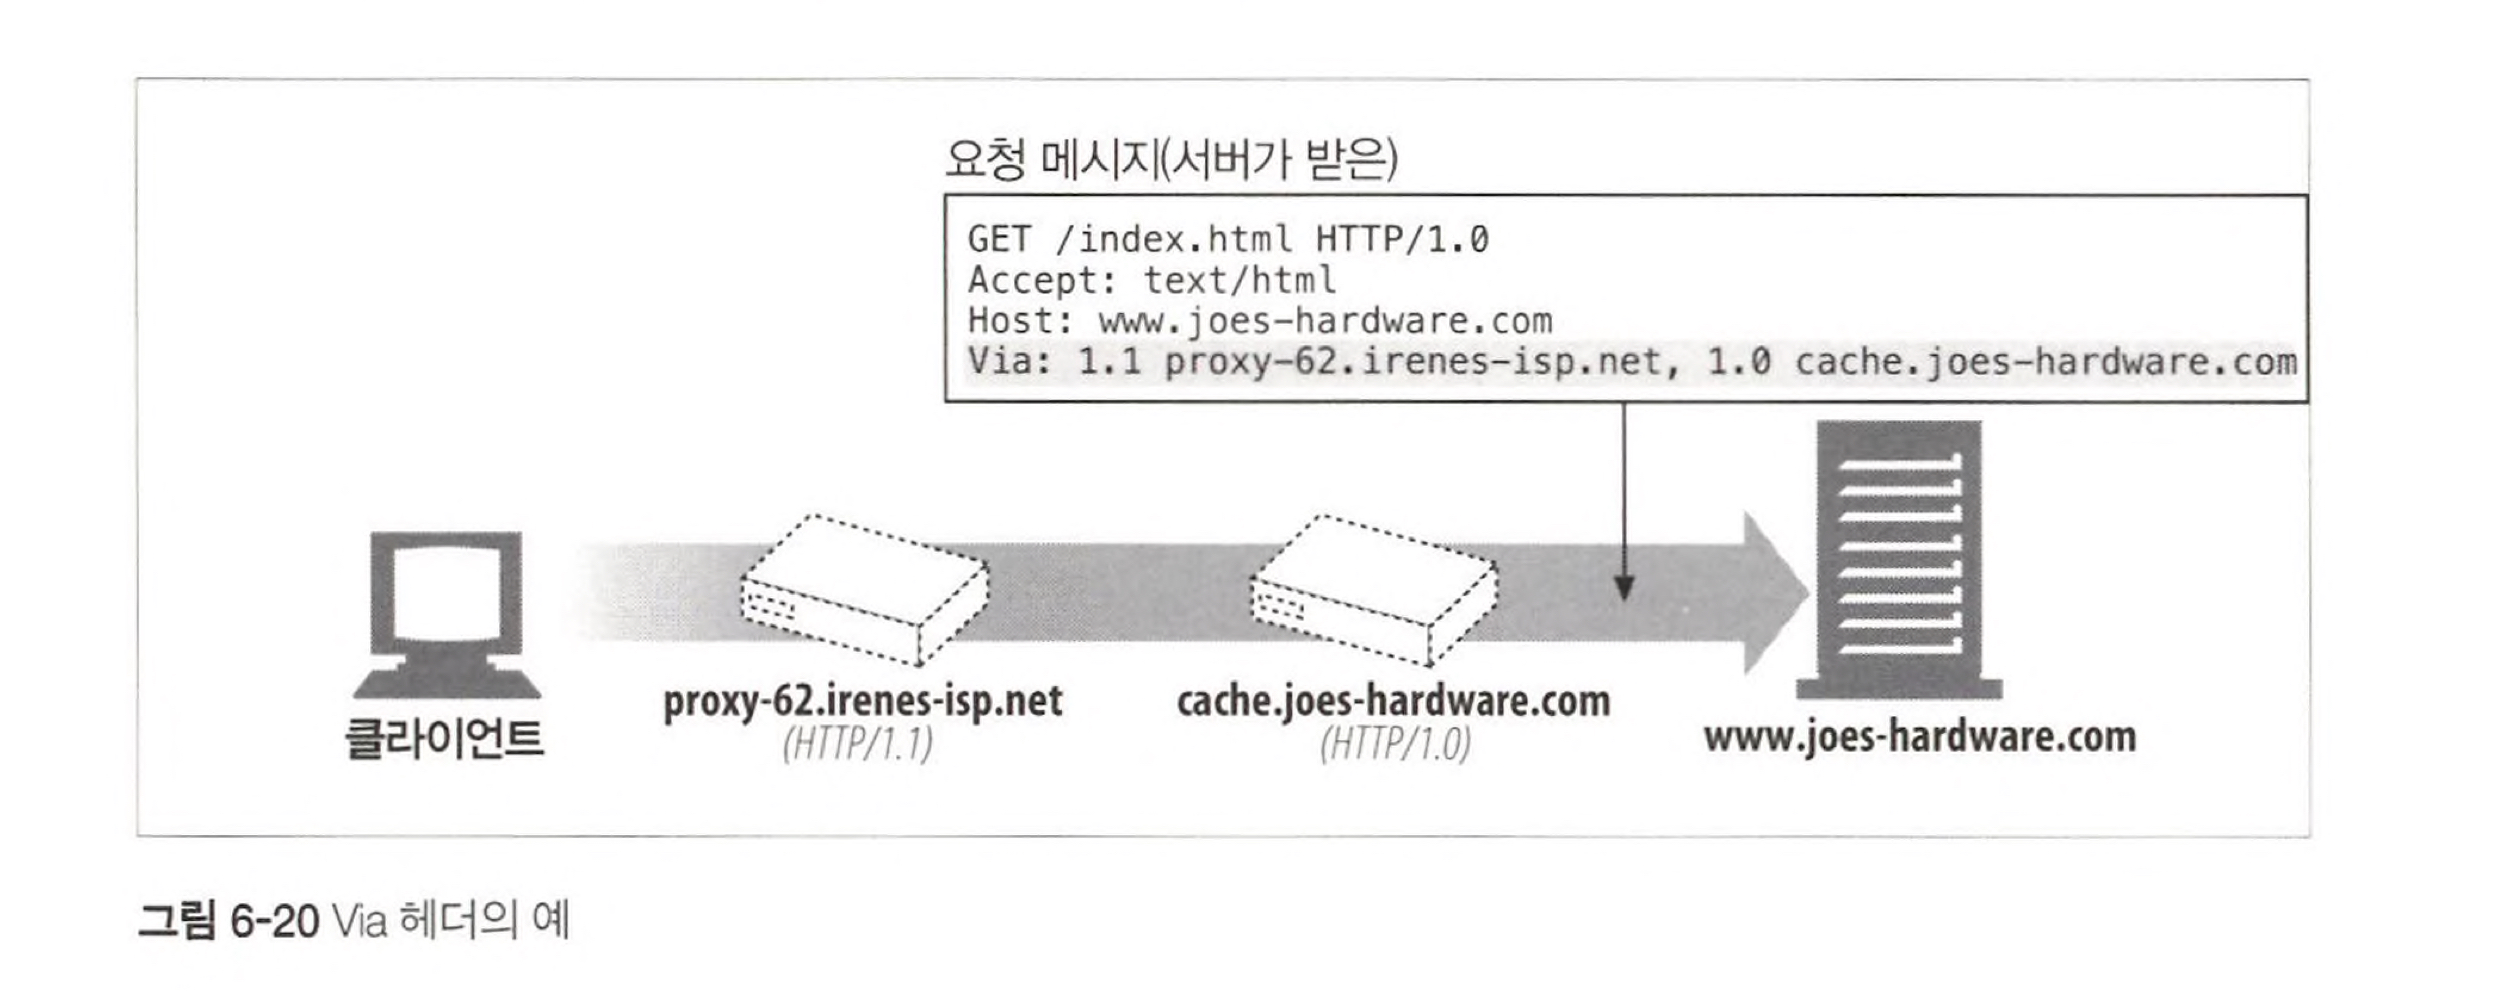 요청 메시지(서버가 받은)
GET /index.html HTTP/1.0
Accept: text/html
Host: www.joes-hardware.com
Via: 1.1 proxy-62.irenes-isp.net, 1.0 cache.joes-hardware.com
클라이언트
proxy-62.irenes-isp.net
(HTTP/1.1)
cache.joes-hardware.com
(HTTP/1.0)
www.joes-hardware.com
그림 6-20 Via 헤더의 예